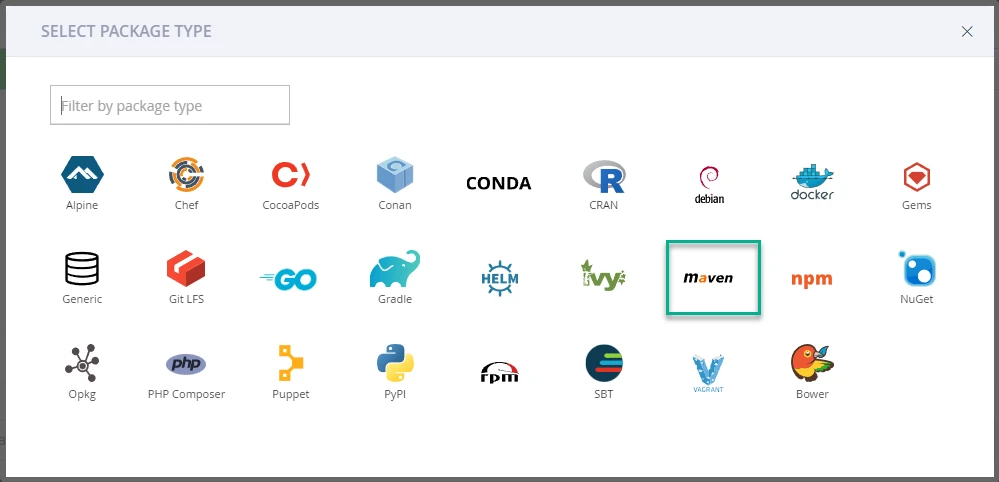 SELECT PACKAGE TYPE
Filter by package type
Alpine
Chef
CocoaPods
Conan
CONDA
CRAN
debian
docker
Gems
Generic
Git LFS
GO
Gradle
HELM
ivy
maven
npm
NuGet
Opkg
php
PHP Composer
Puppet
PyPI
rpm
SBT
VAGRANT
Bower